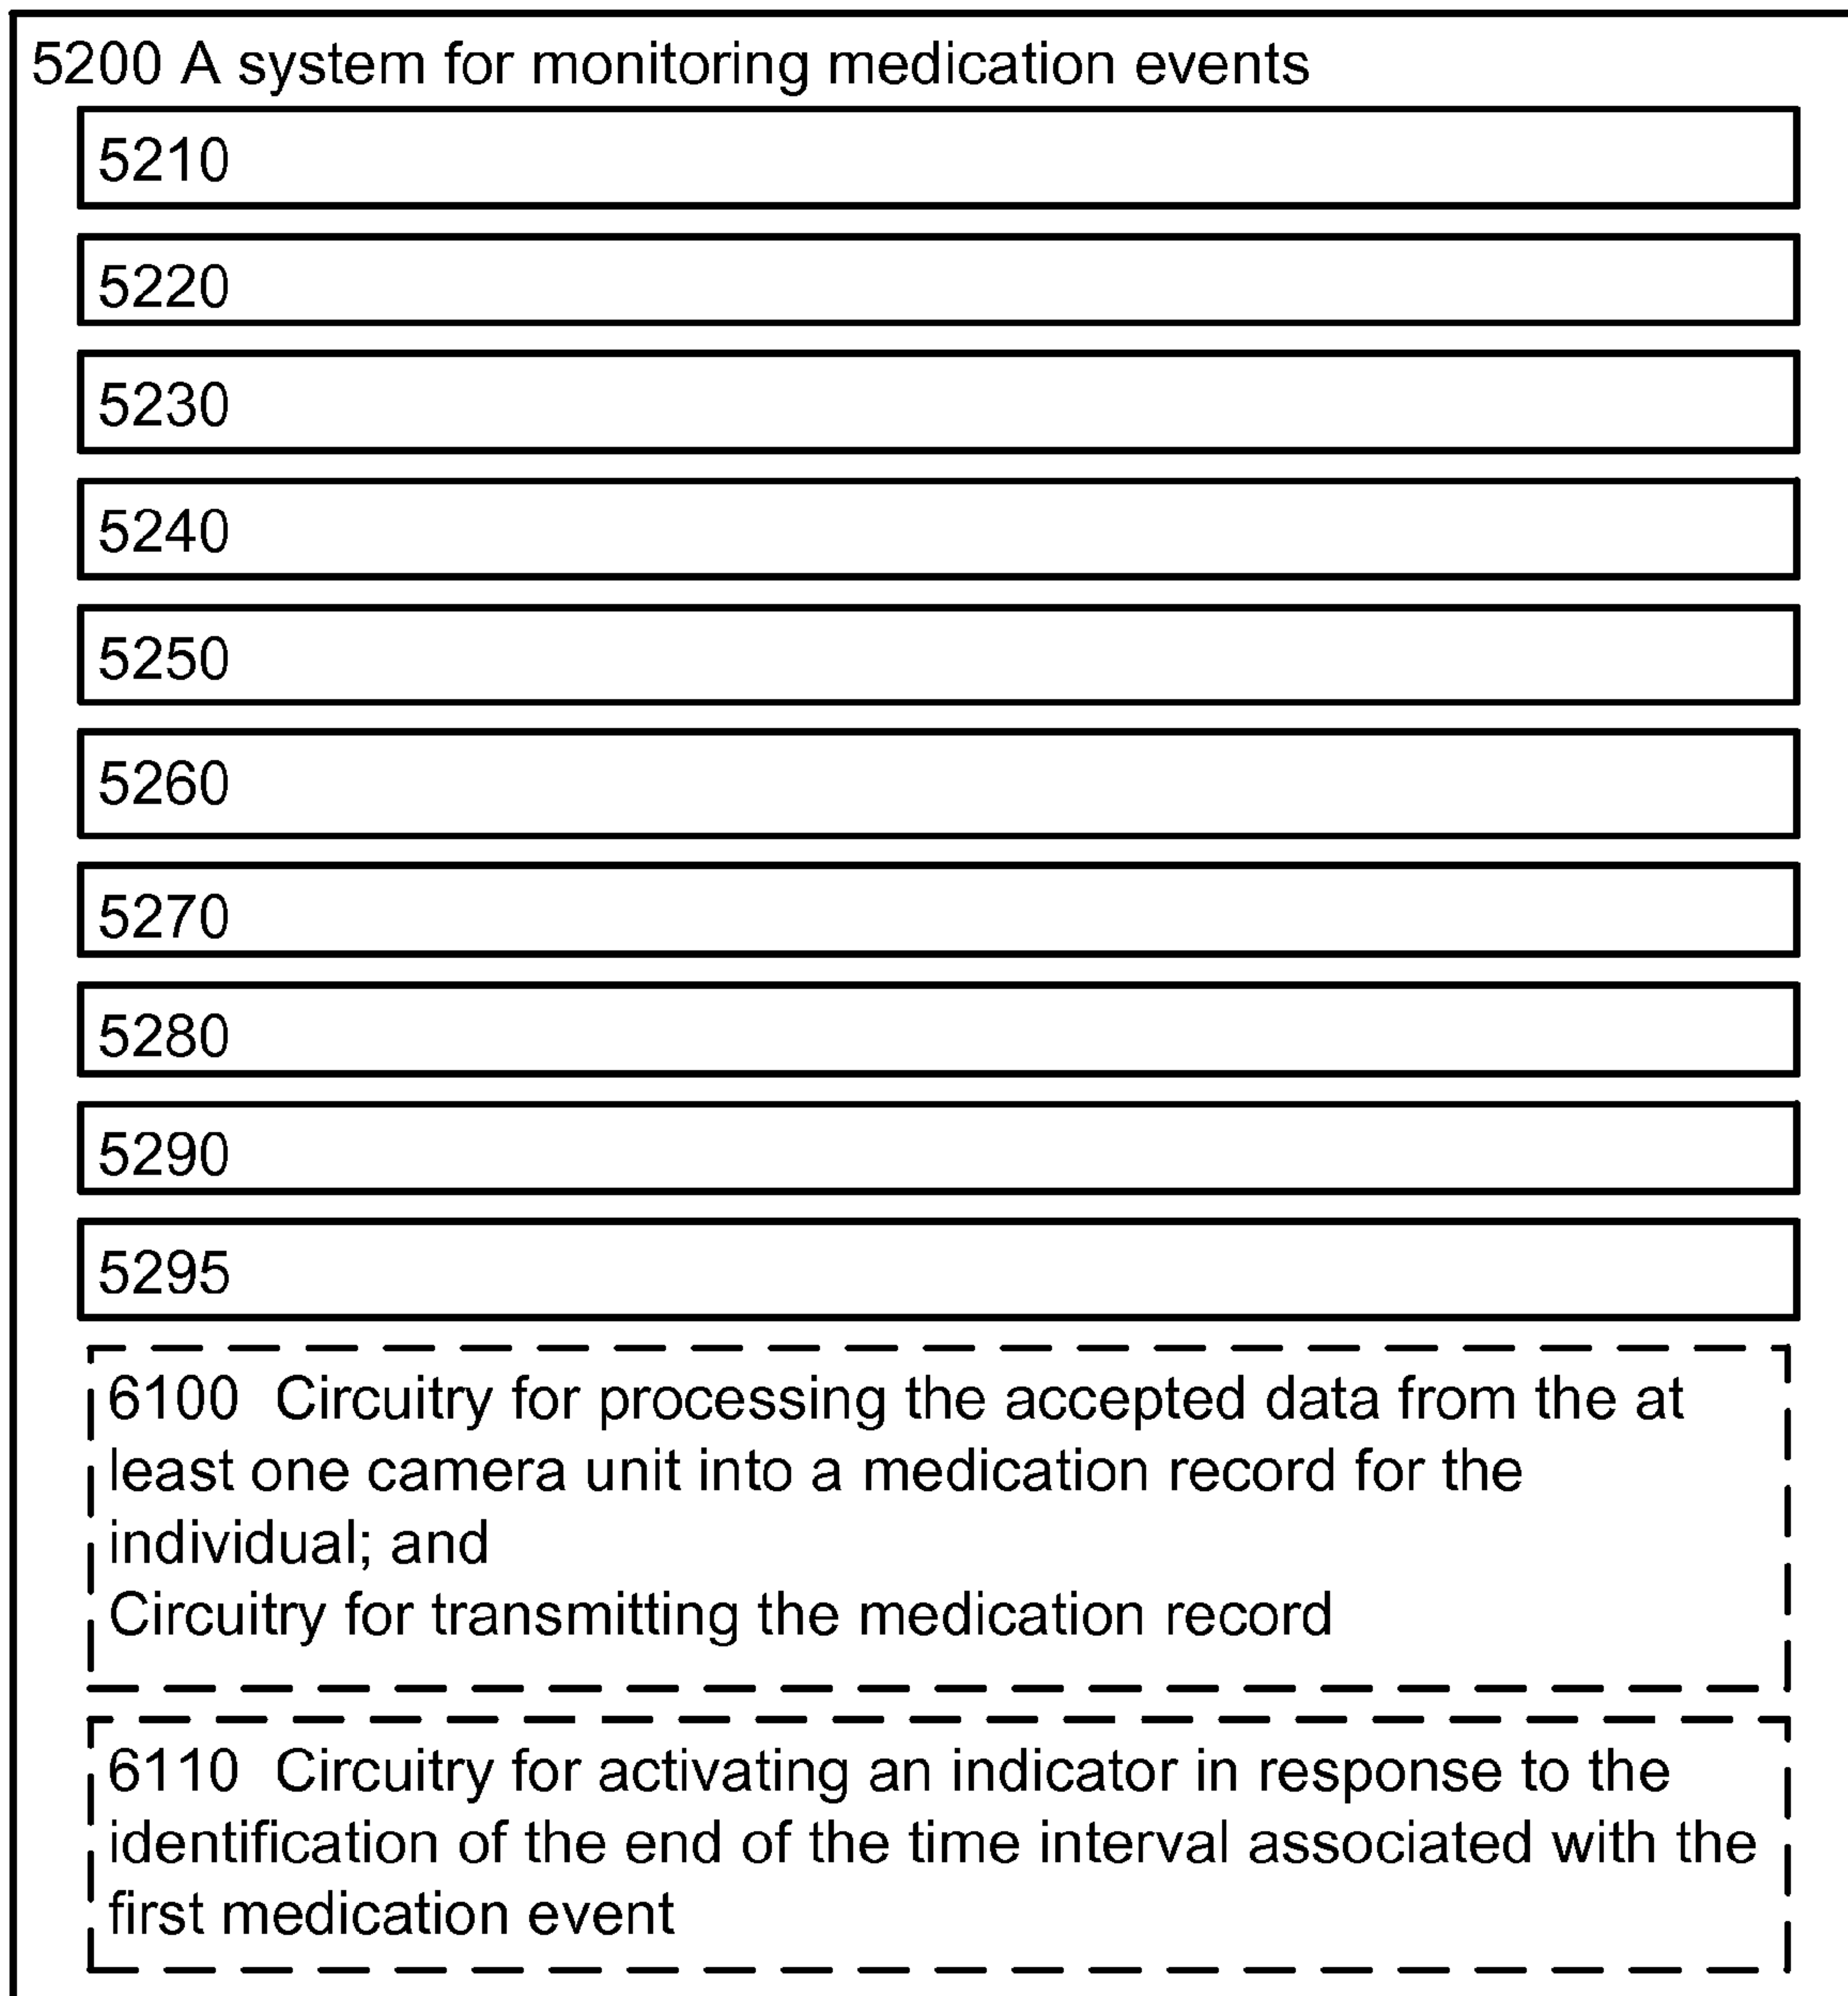 5200 A system for monitoring medication events
5210
5220
5230
5240
5250
5260
5270
5280
5290
5295
6100 Circuitry for processing the accepted data from the at
least one camera unit into a medication record for the
individual; and
Circuitry for transmitting the medication record
6110 Circuitry for activating an indicator in response to the
identification of the end of the time interval associated with the
first medication event